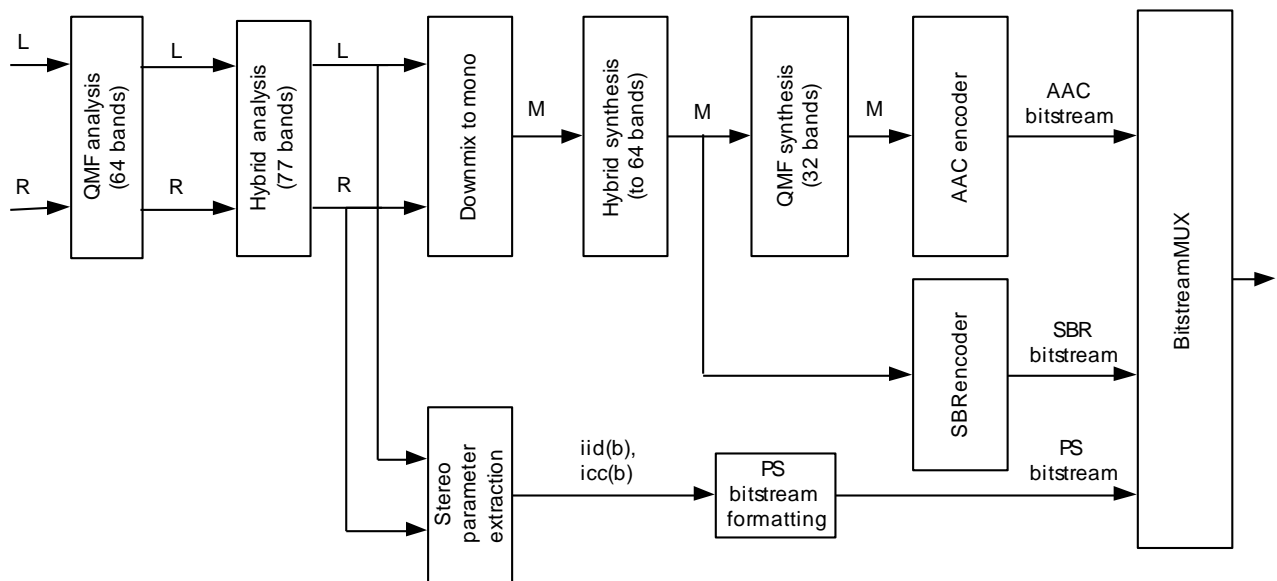 L
R
QMF analysis
(64 bands)
L
R
Hybrid analysis
(77 bands)
L
R
Downmix to mono
M
Hybrid synthesis
(to 64 bands)
M
QMF synthesis
(32 bands)
M
AAC encoder
AAC
bitstream
BitstreamMUX
SBRencoder
SBR
bitstream
Stereo
parameter
extraction
iid(b),
icc(b)
PS
bitstream
formatting
PS
bitstream